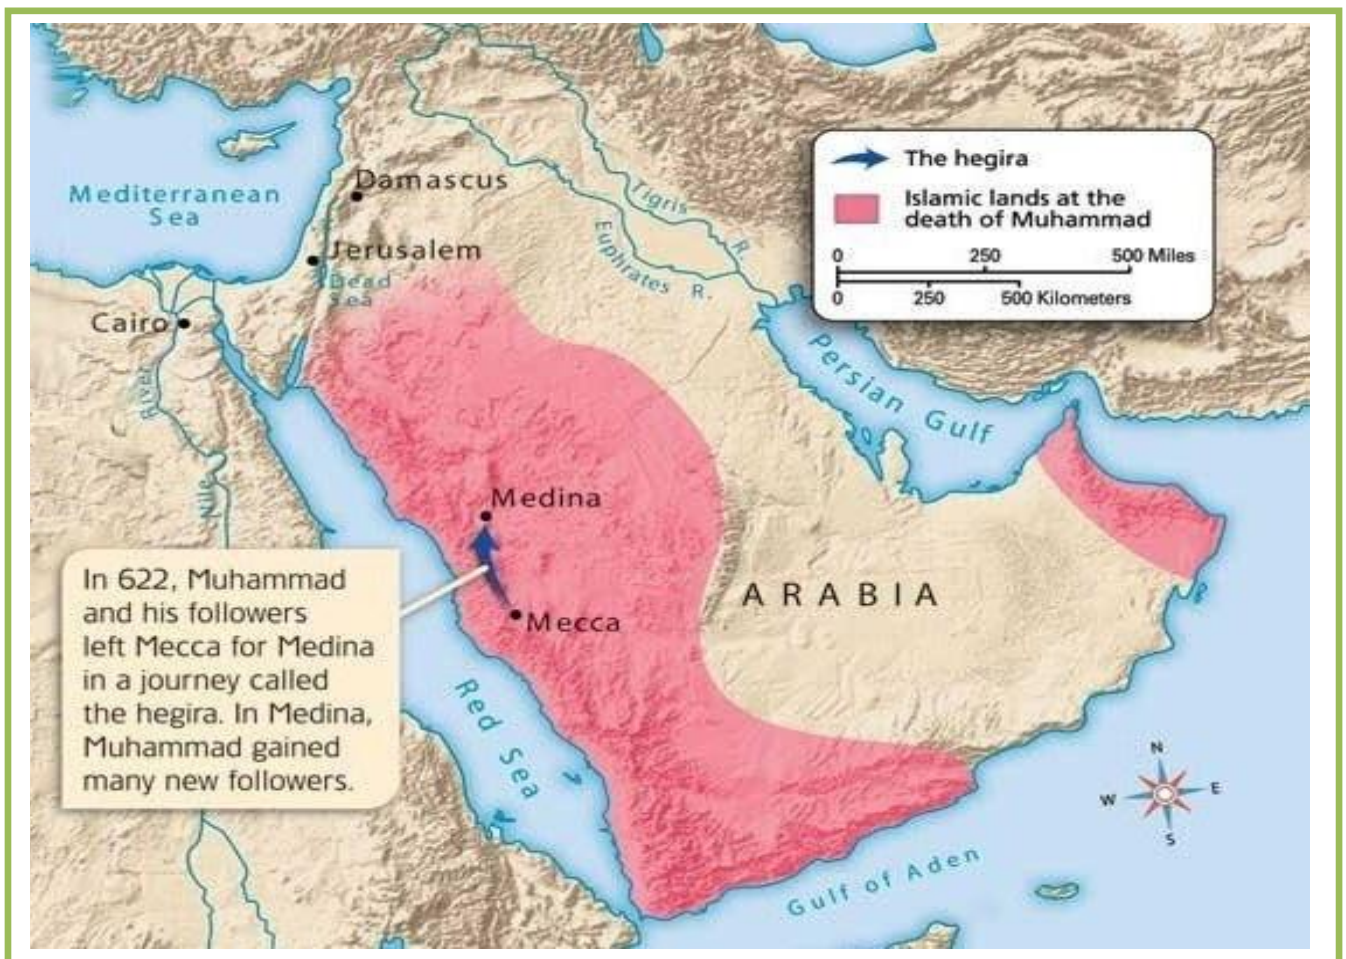 The hegira
Islamic lands at the
death of Muhammad
0 250 500 Miles
0 250 500 Kilometers
Mediterranean
Sea
Damascus
Jerusalem
Dead
Sea
Cairo
River
Nile
Tigris
R.
Euphrates R.
Persian Gulf
Medina
Mecca
ARABIA
In 622, Muhammad
and his followers
left Mecca for Medina
in a journey called
the hegira. In Medina,
Muhammad gained
many new followers.
Red Sea
Gulf of Aden
N
W E
S